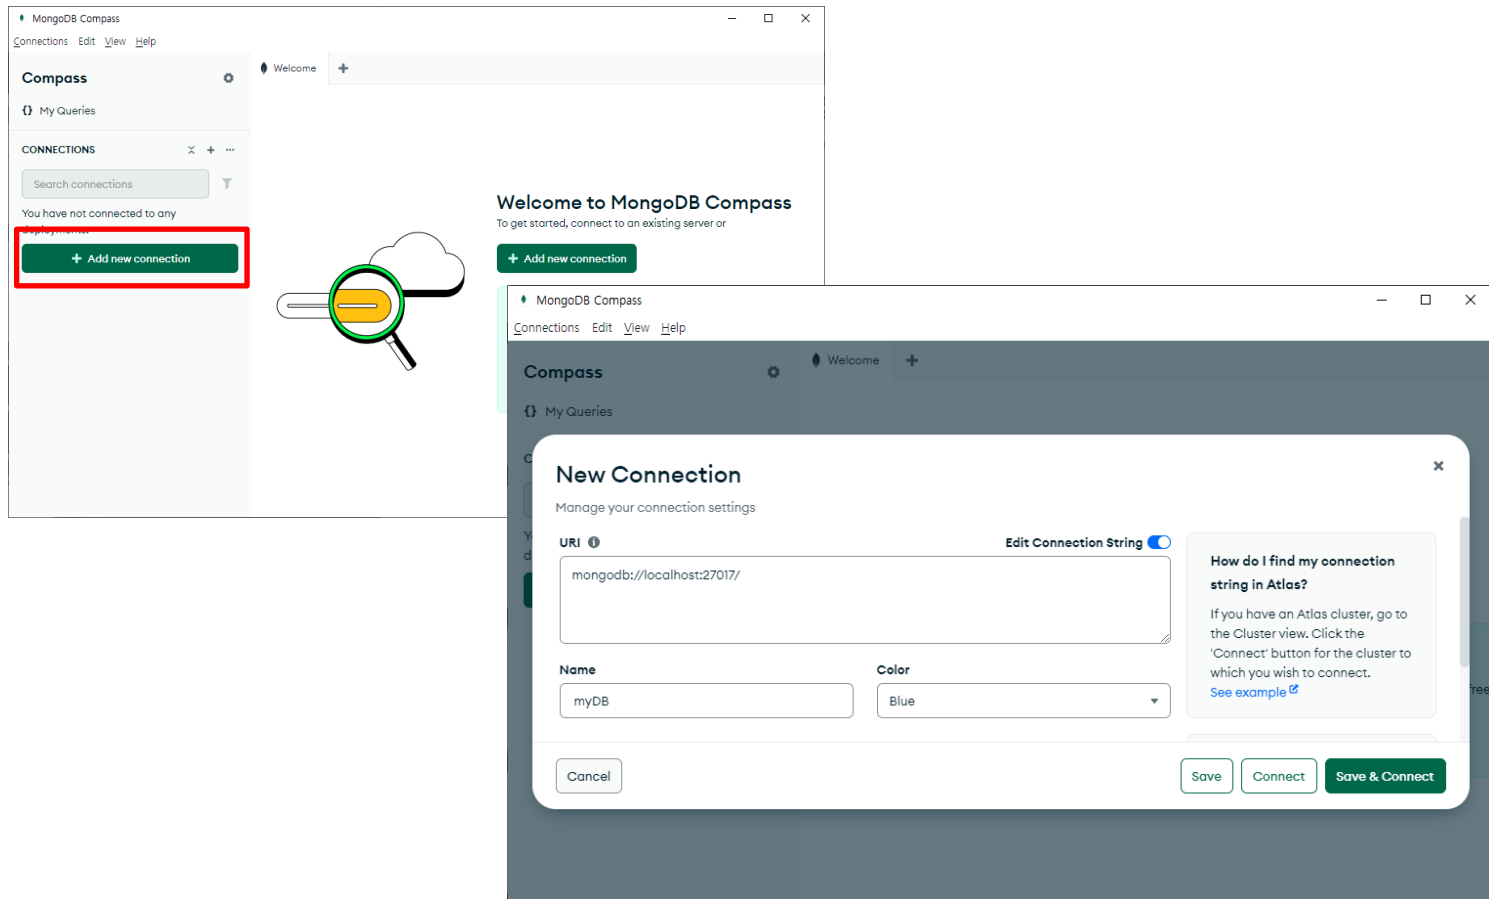 MongoDB Compass
Connections Edit View Help
Compass
{} My Queries
CONNECTIONS
Search connections
You have not connected to any
deployments.
+ Add new connection
Welcome +
Welcome to MongoDB Compass
To get started, connect to an existing server or
+ Add new connection
MongoDB Compass
Connections Edit View Help
Compass
{} My Queries
Welcome +
New Connection
Manage your connection settings
URI
Edit Connection String
mongodb://localhost:27017/
Name
myDB
Color
Blue
How do I find my connection
string in Atlas?
If you have an Atlas cluster, go to
the Cluster view. Click the
'Connect' button for the cluster to
which you wish to connect.
See example
free
Cancel
Save
Connect
Save & Connect